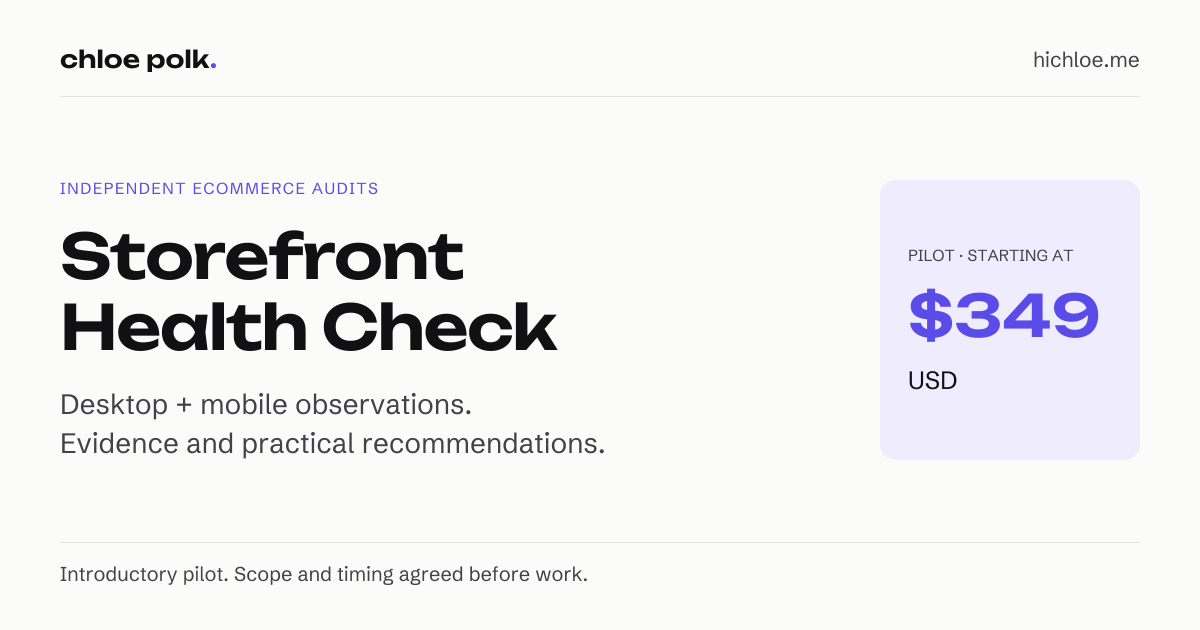 chloe polk.
hichloe.me
INDEPENDENT ECOMMERCE AUDITS
Storefront
Health Check
Desktop + mobile observations.
Evidence and practical recommendations.
PILOT · STARTING AT
$349
USD
Introductory pilot. Scope and timing agreed before work.